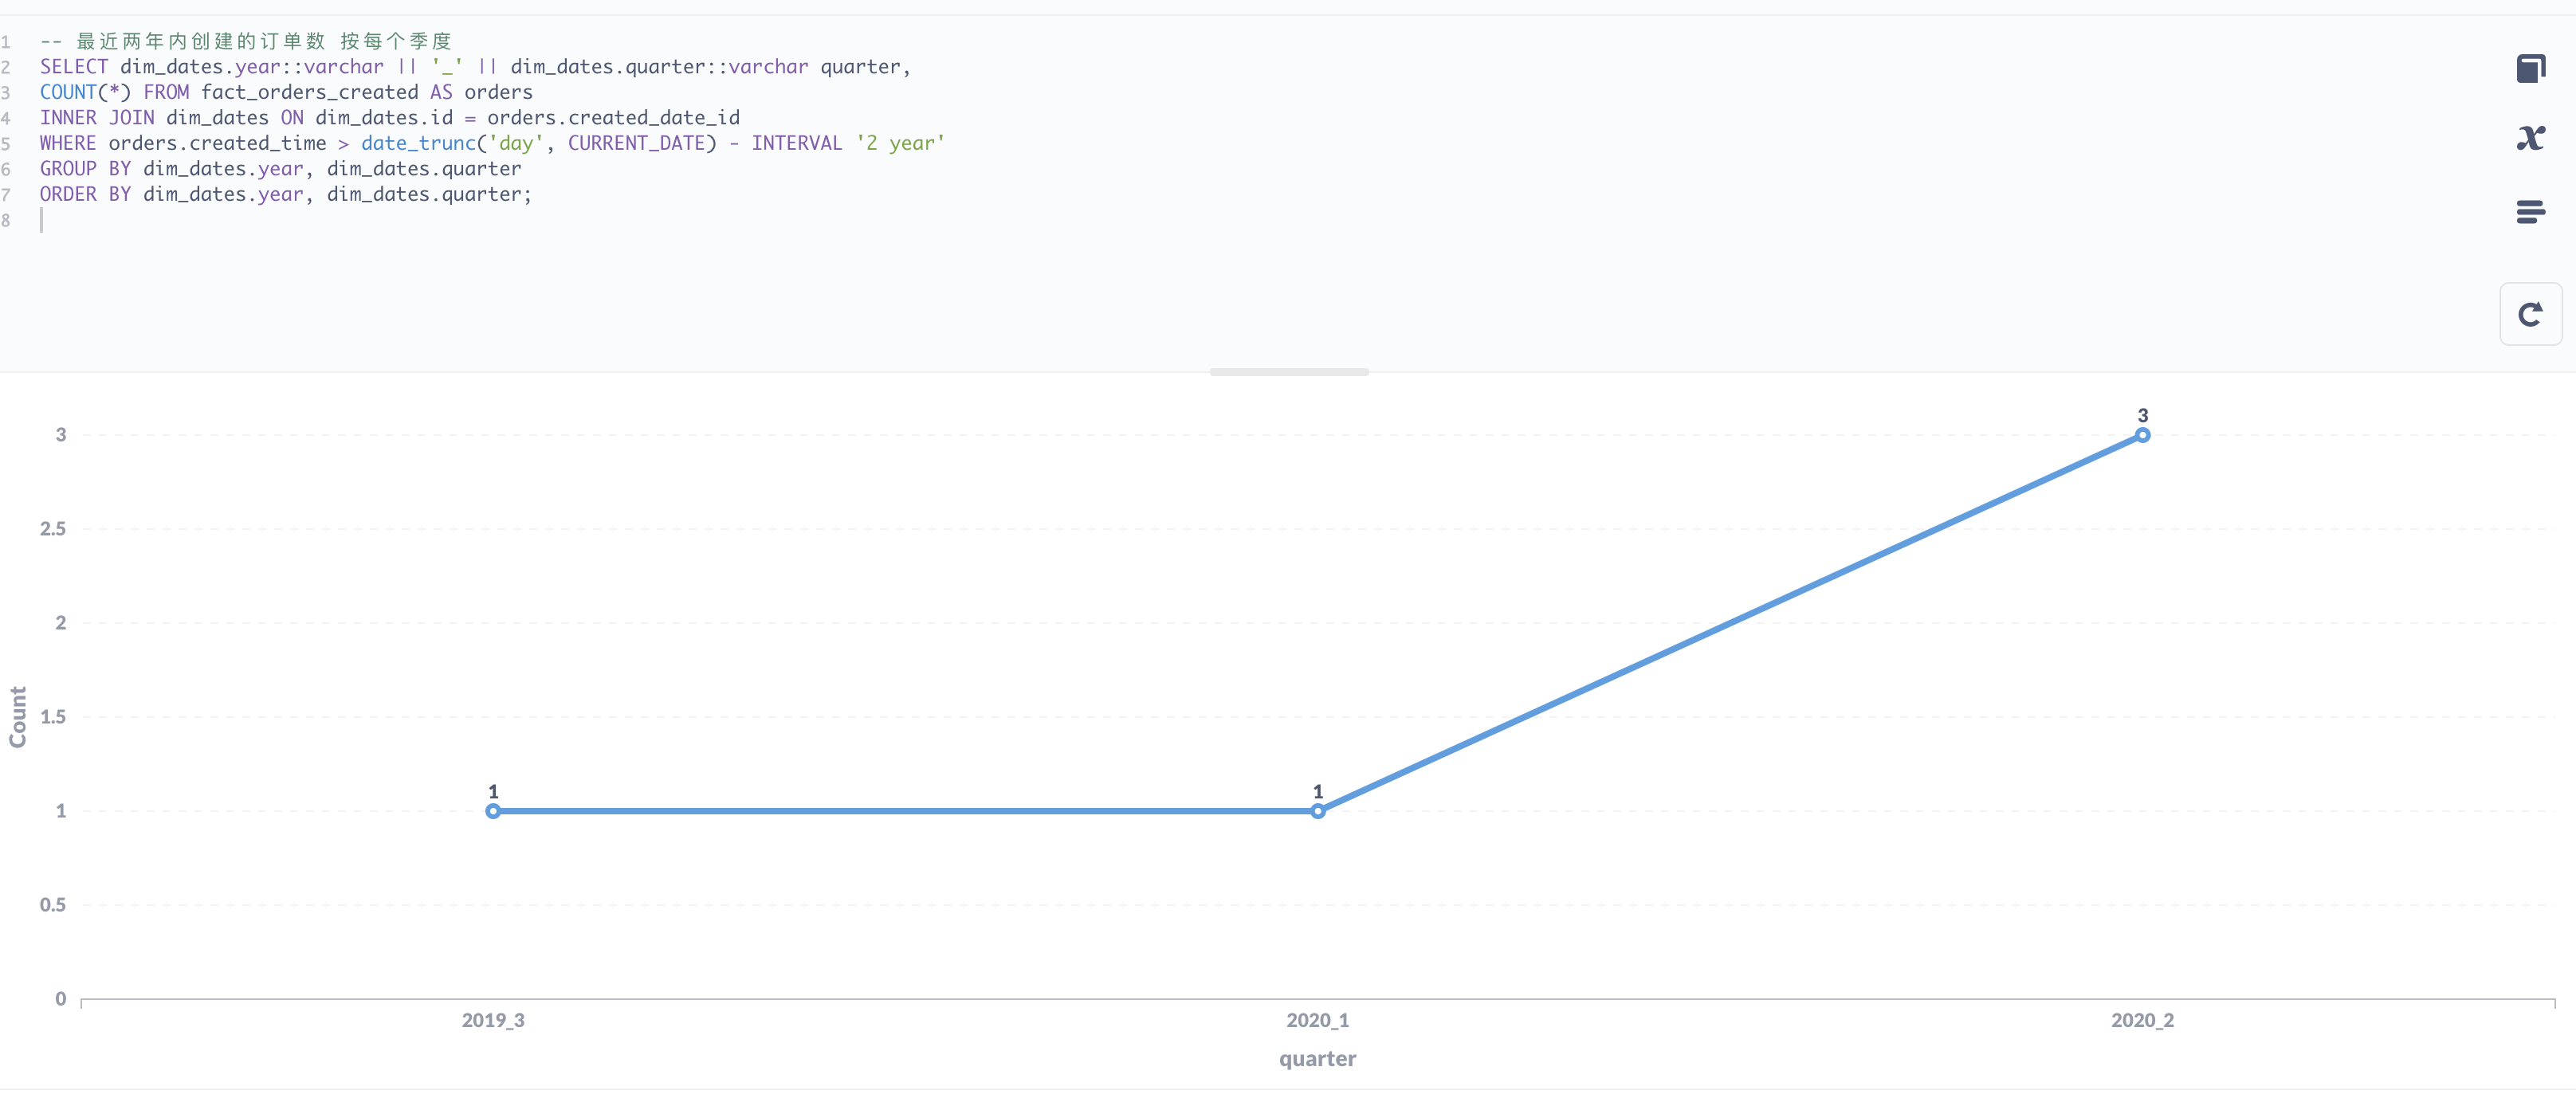 1 -- 最近两年内创建的订单数 按每个季度
2 SELECT dim_dates.year::varchar || '_' || dim_dates.quarter::varchar quarter,
3 COUNT(*) FROM fact_orders_created AS orders
4 INNER JOIN dim_dates ON dim_dates.id = orders.created_date_id
5 WHERE orders.created_time > date_trunc('day', CURRENT_DATE) - INTERVAL '2 year'
6 GROUP BY dim_dates.year, dim_dates.quarter
7 ORDER BY dim_dates.year, dim_dates.quarter;
8
x
3
3
2.5
2
Count
1.5
1
1
1
0.5
0
2019_3
2020_1
2020_2
quarter